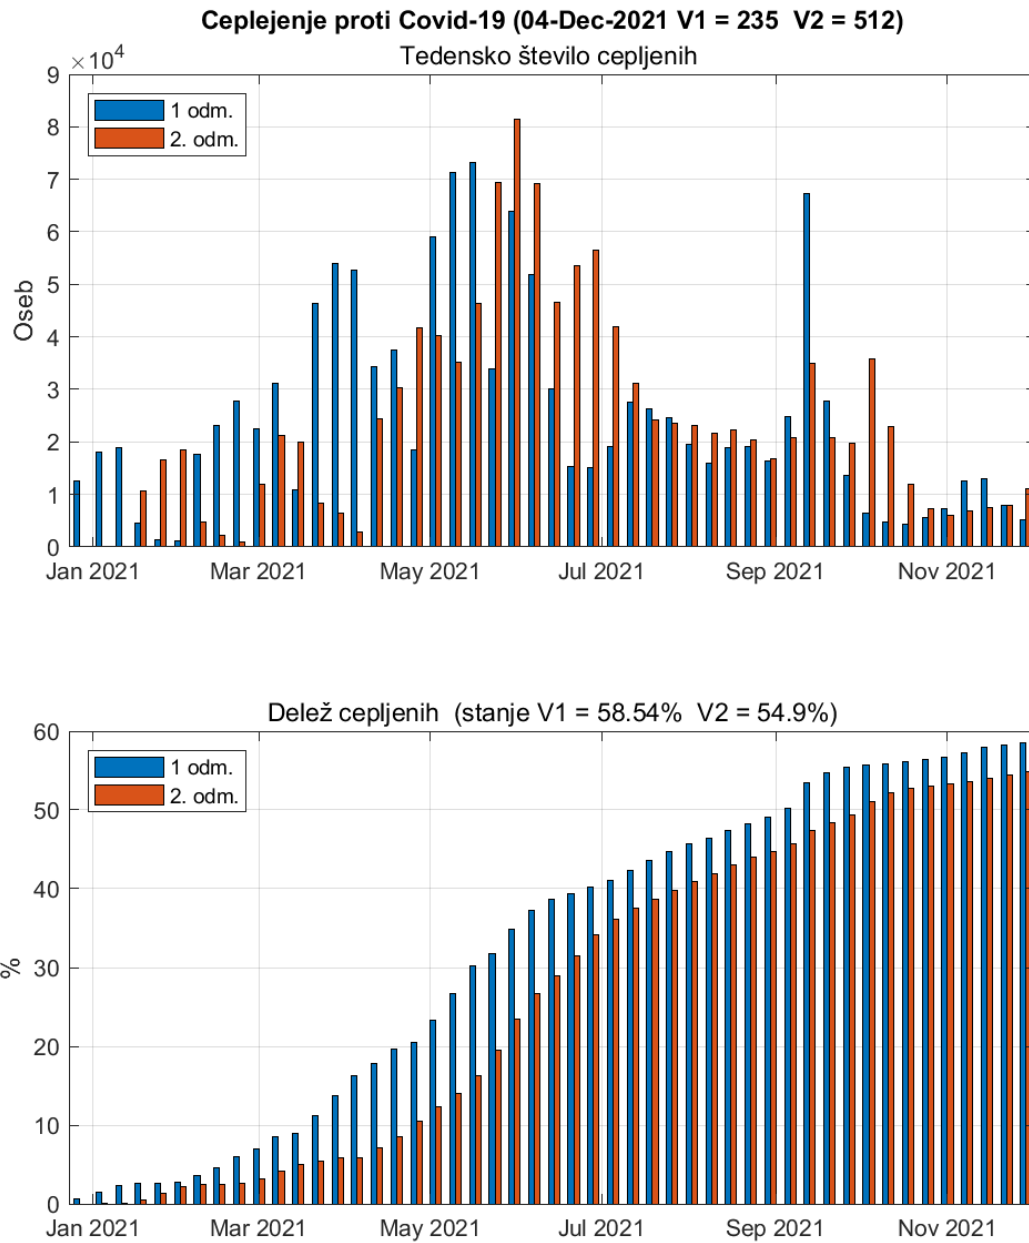 Ceplejenje proti Covid-19 (04-Dec-2021 V1 = 235  V2 = 512)
Tedensko število cepljenih
×10⁴
9
8
7
6
5
4
3
2
1
0
Oseb
1 odm.
2. odm.
Jan 2021 Mar 2021 May 2021 Jul 2021 Sep 2021 Nov 2021
Delež cepljenih  (stanje V1 = 58.54%  V2 = 54.9%)
60
50
40
30
20
10
0
%
1 odm.
2. odm.
Jan 2021 Mar 2021 May 2021 Jul 2021 Sep 2021 Nov 2021